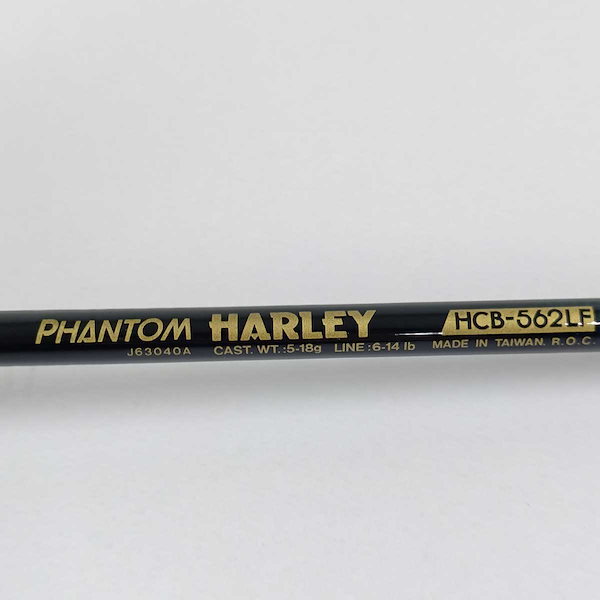 PHANTOM HARLEY HCB-562LF
J63040A CAST. WT.:5-18g LINE:6-14 lb MADE IN TAIWAN. R.O.C.